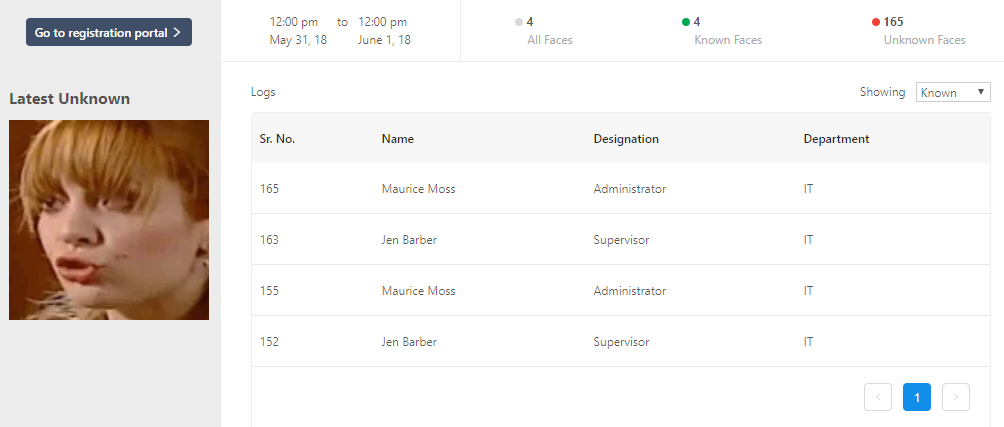 Go to registration portal
Latest Unknown
12:00 pm to 12:00 pm
May 31, 18 June 1, 18
4
All Faces
4
Known Faces
165
Unknown Faces
Logs
Showing Known
Sr. No. Name Designation Department
165 Maurice Moss Administrator IT
163 Jen Barber Supervisor IT
155 Maurice Moss Administrator IT
152 Jen Barber Supervisor IT
< 1 >